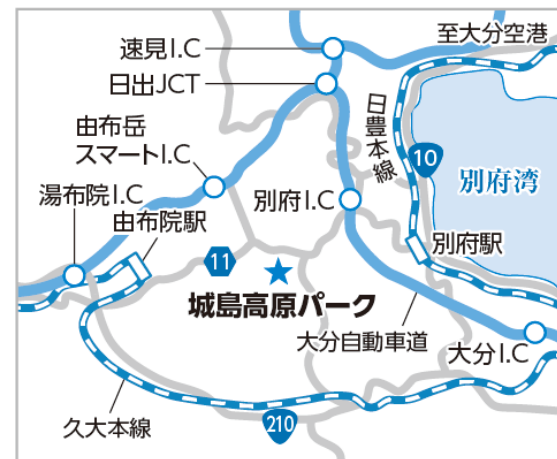 速見I.C
至大分空港
日出JCT
日豊本線
由布岳
スマートI.C
10
湯布院I.C
別府I.C
別府湾
由布院駅
別府駅
11
城島高原パーク
大分自動車道
大分I.C
久大本線
210